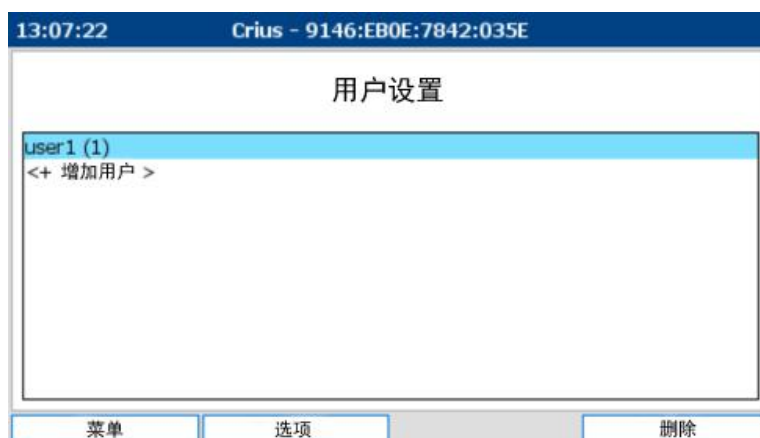 13:07:22 Crius - 9146:EB0E:7842:035E
用户设置
user1 (1)
<+ 增加用户 >
菜单 选项 删除